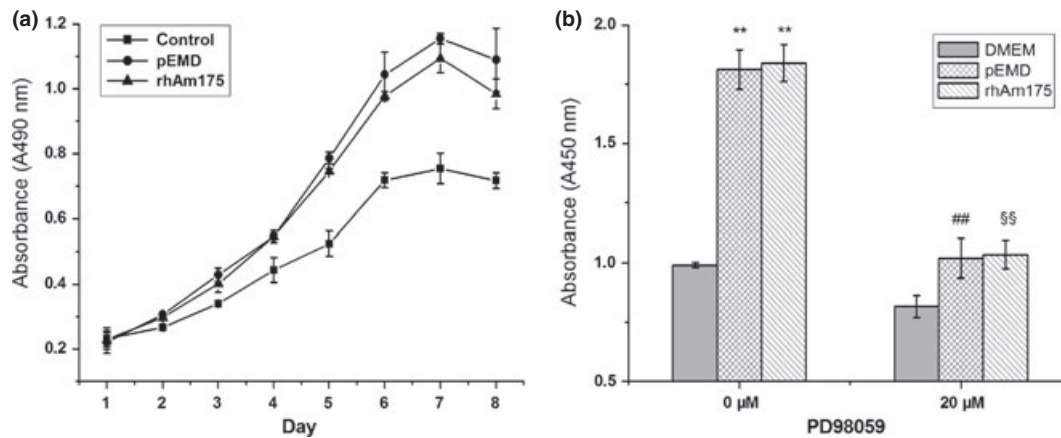 (a)
Control
pEMD
rhAm175
Absorbance (A490 nm)
1.2
1.0
0.8
0.6
0.4
0.2
1 2 3 4 5 6 7 8
Day
(b)
DMEM
pEMD
rhAm175
** **
## §§
Absorbance (A450 nm)
2.0
1.5
1.0
0.5
0 µM 20 µM
PD98059